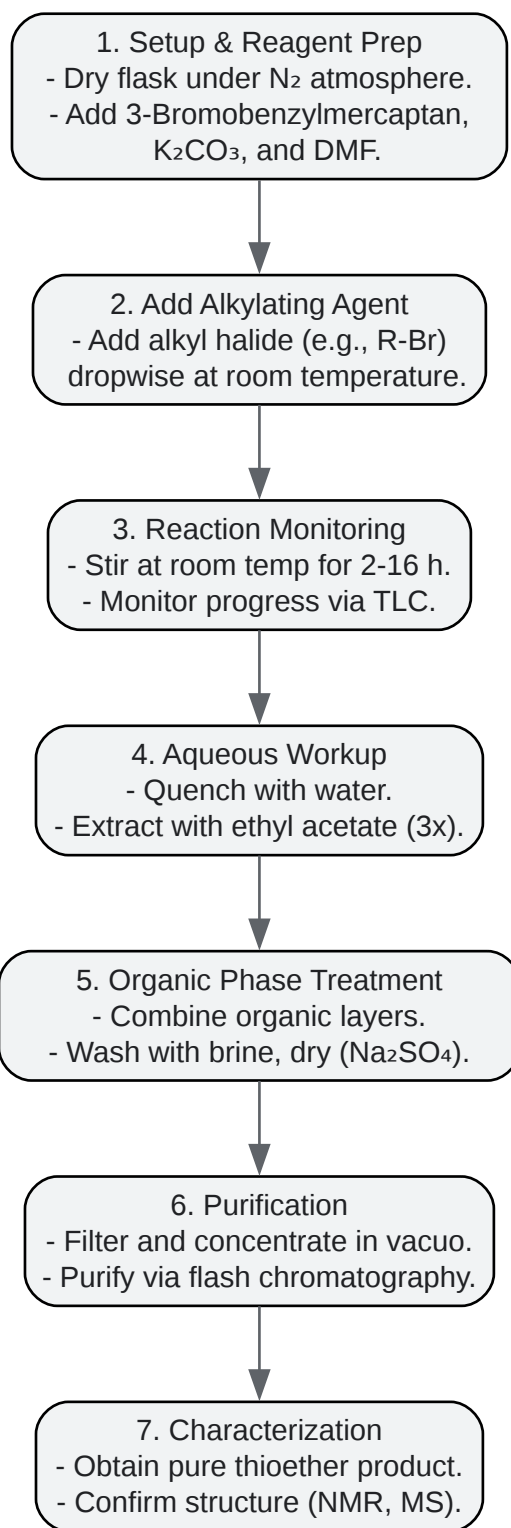 1. Setup & Reagent Prep
- Dry flask under N₂ atmosphere.
- Add 3-Bromobenzylmercaptan,
K₂CO₃, and DMF.
2. Add Alkylating Agent
- Add alkyl halide (e.g., R-Br)
dropwise at room temperature.
3. Reaction Monitoring
- Stir at room temp for 2-16 h.
- Monitor progress via TLC.
4. Aqueous Workup
- Quench with water.
- Extract with ethyl acetate (3x).
5. Organic Phase Treatment
- Combine organic layers.
- Wash with brine, dry (Na₂SO₄).
6. Purification
- Filter and concentrate in vacuo.
- Purify via flash chromatography.
7. Characterization
- Obtain pure thioether product.
- Confirm structure (NMR, MS).